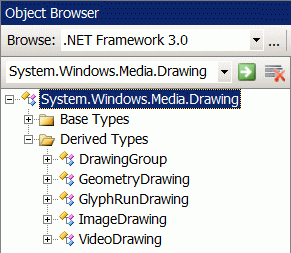 Object Browser
Browse: .NET Framework 3.0 ...
System.Windows.Media.Drawing
System.Windows.Media.Drawing
Base Types
Derived Types
DrawingGroup
GeometryDrawing
GlyphRunDrawing
ImageDrawing
VideoDrawing